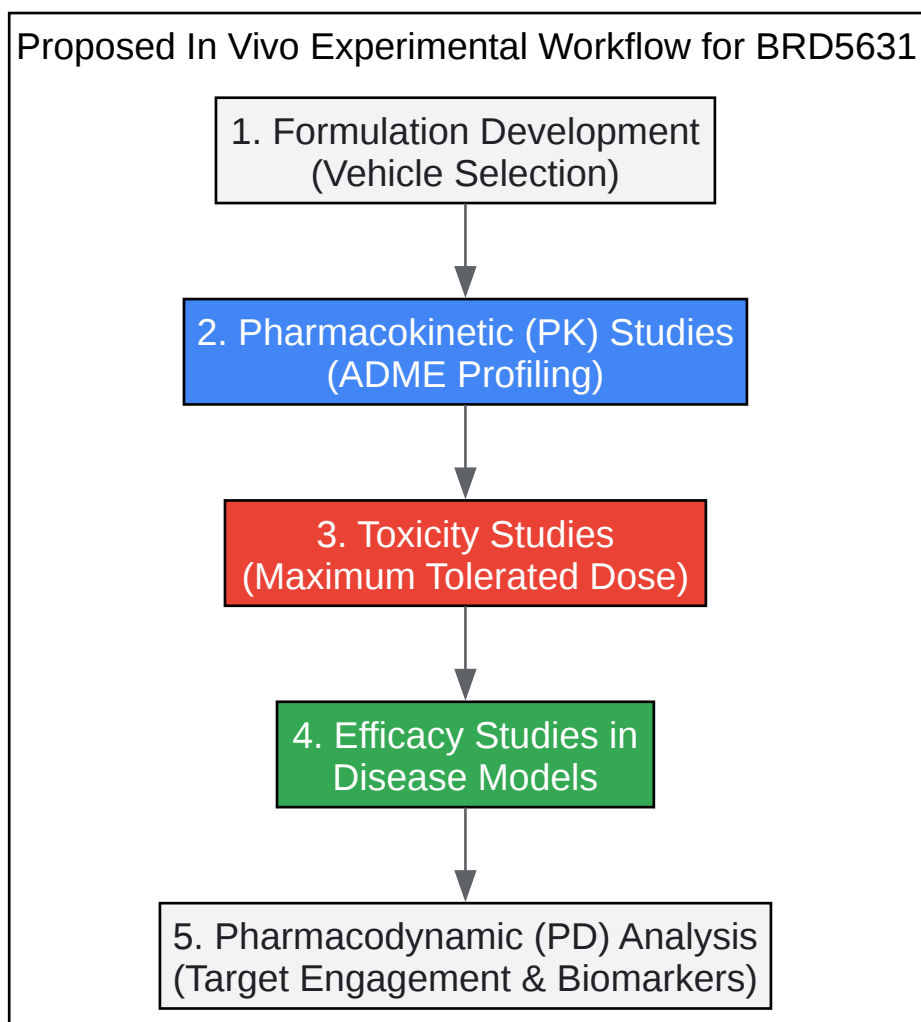 Proposed In Vivo Experimental Workflow for BRD5631
1. Formulation Development
(Vehicle Selection)
2. Pharmacokinetic (PK) Studies
(ADME Profiling)
3. Toxicity Studies
(Maximum Tolerated Dose)
4. Efficacy Studies in
Disease Models
5. Pharmacodynamic (PD) Analysis
(Target Engagement & Biomarkers)